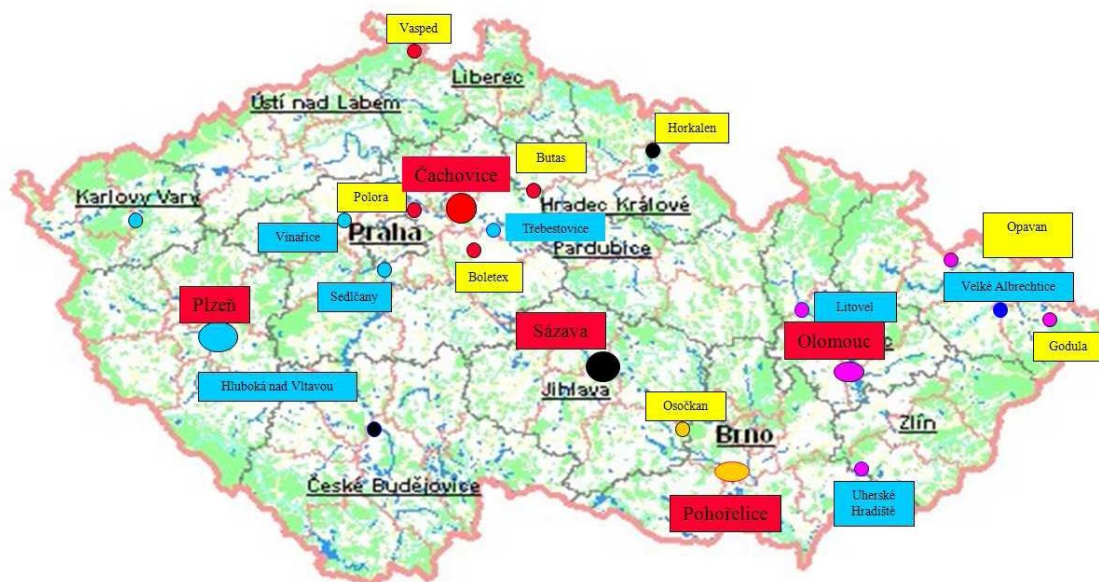 Vasped
Liberec
Ústí nad Labem
Horkalen
Butas
Čachovice
Karlovy Vary
Polora
Hradec Králové
Vinařice
Praha
Třebestovice
Pardubice
Opavan
Boletex
Sedlčany
Velké Albrechtice
Plzeň
Litovel
Sázava
Olomouc
Godula
Hluboká nad Vltavou
Jihlava
Osočkan
Zlín
Brno
České Budějovice
Uherské
Hradiště
Pohořelice